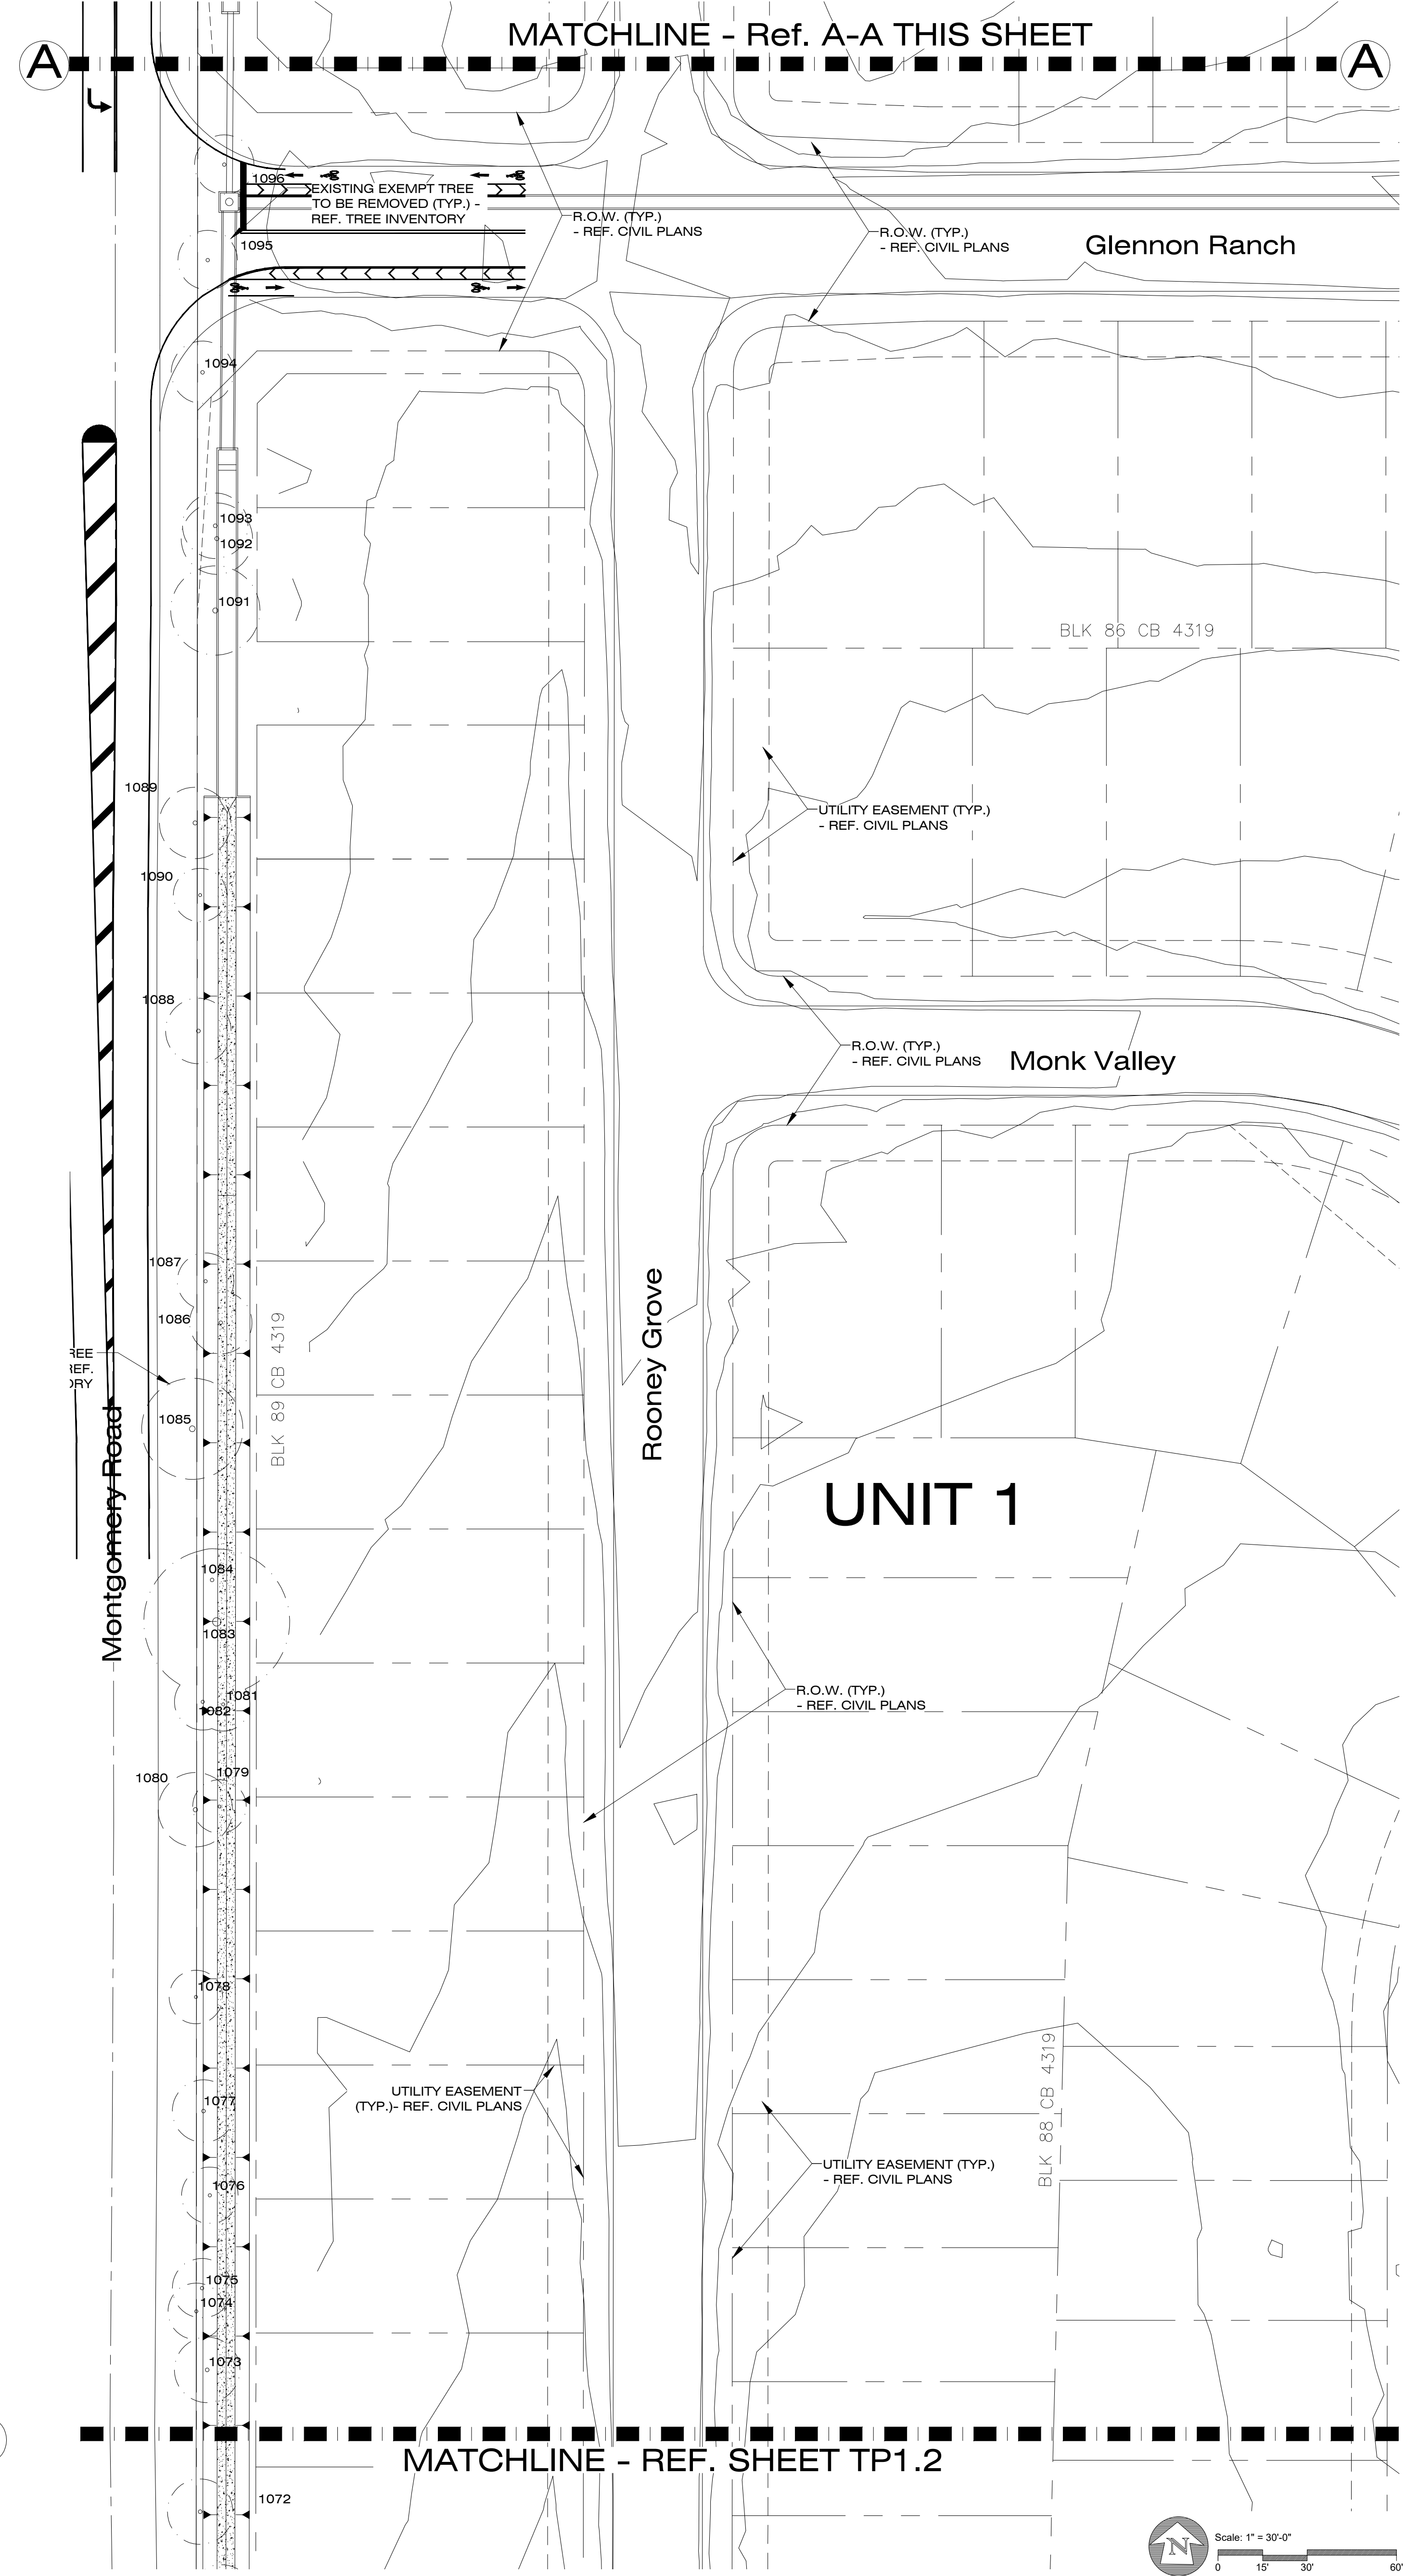 MATCHLINE - Ref. A-A THIS SHEET
A
A
1096
EXISTING EXEMPT TREE
TO BE REMOVED (TYP.) -
REF. TREE INVENTORY
1095
R.O.W. (TYP.)
- REF. CIVIL PLANS
R.O.W. (TYP.)
- REF. CIVIL PLANS
Glennon Ranch
1094
1093
1092
1091
BLK 86 CB 4319
1089
UTILITY EASEMENT (TYP.)
- REF. CIVIL PLANS
1090
1088
R.O.W. (TYP.)
- REF. CIVIL PLANS
Monk Valley
1087
1086
BLK 89 CB 4319
Rooney Grove
REE
REF.
ORY
1085
Montgomery Road
UNIT 1
1084
1083
1081
1082
R.O.W. (TYP.)
- REF. CIVIL PLANS
1080
1079
1078
1077
UTILITY EASEMENT
(TYP.)- REF. CIVIL PLANS
BLK 88 CB 4319
UTILITY EASEMENT (TYP.)
- REF. CIVIL PLANS
1076
1075
1074
1073
MATCHLINE - REF. SHEET TP1.2
1072
N
Scale: 1" = 30'-0"
0 15' 30' 60'